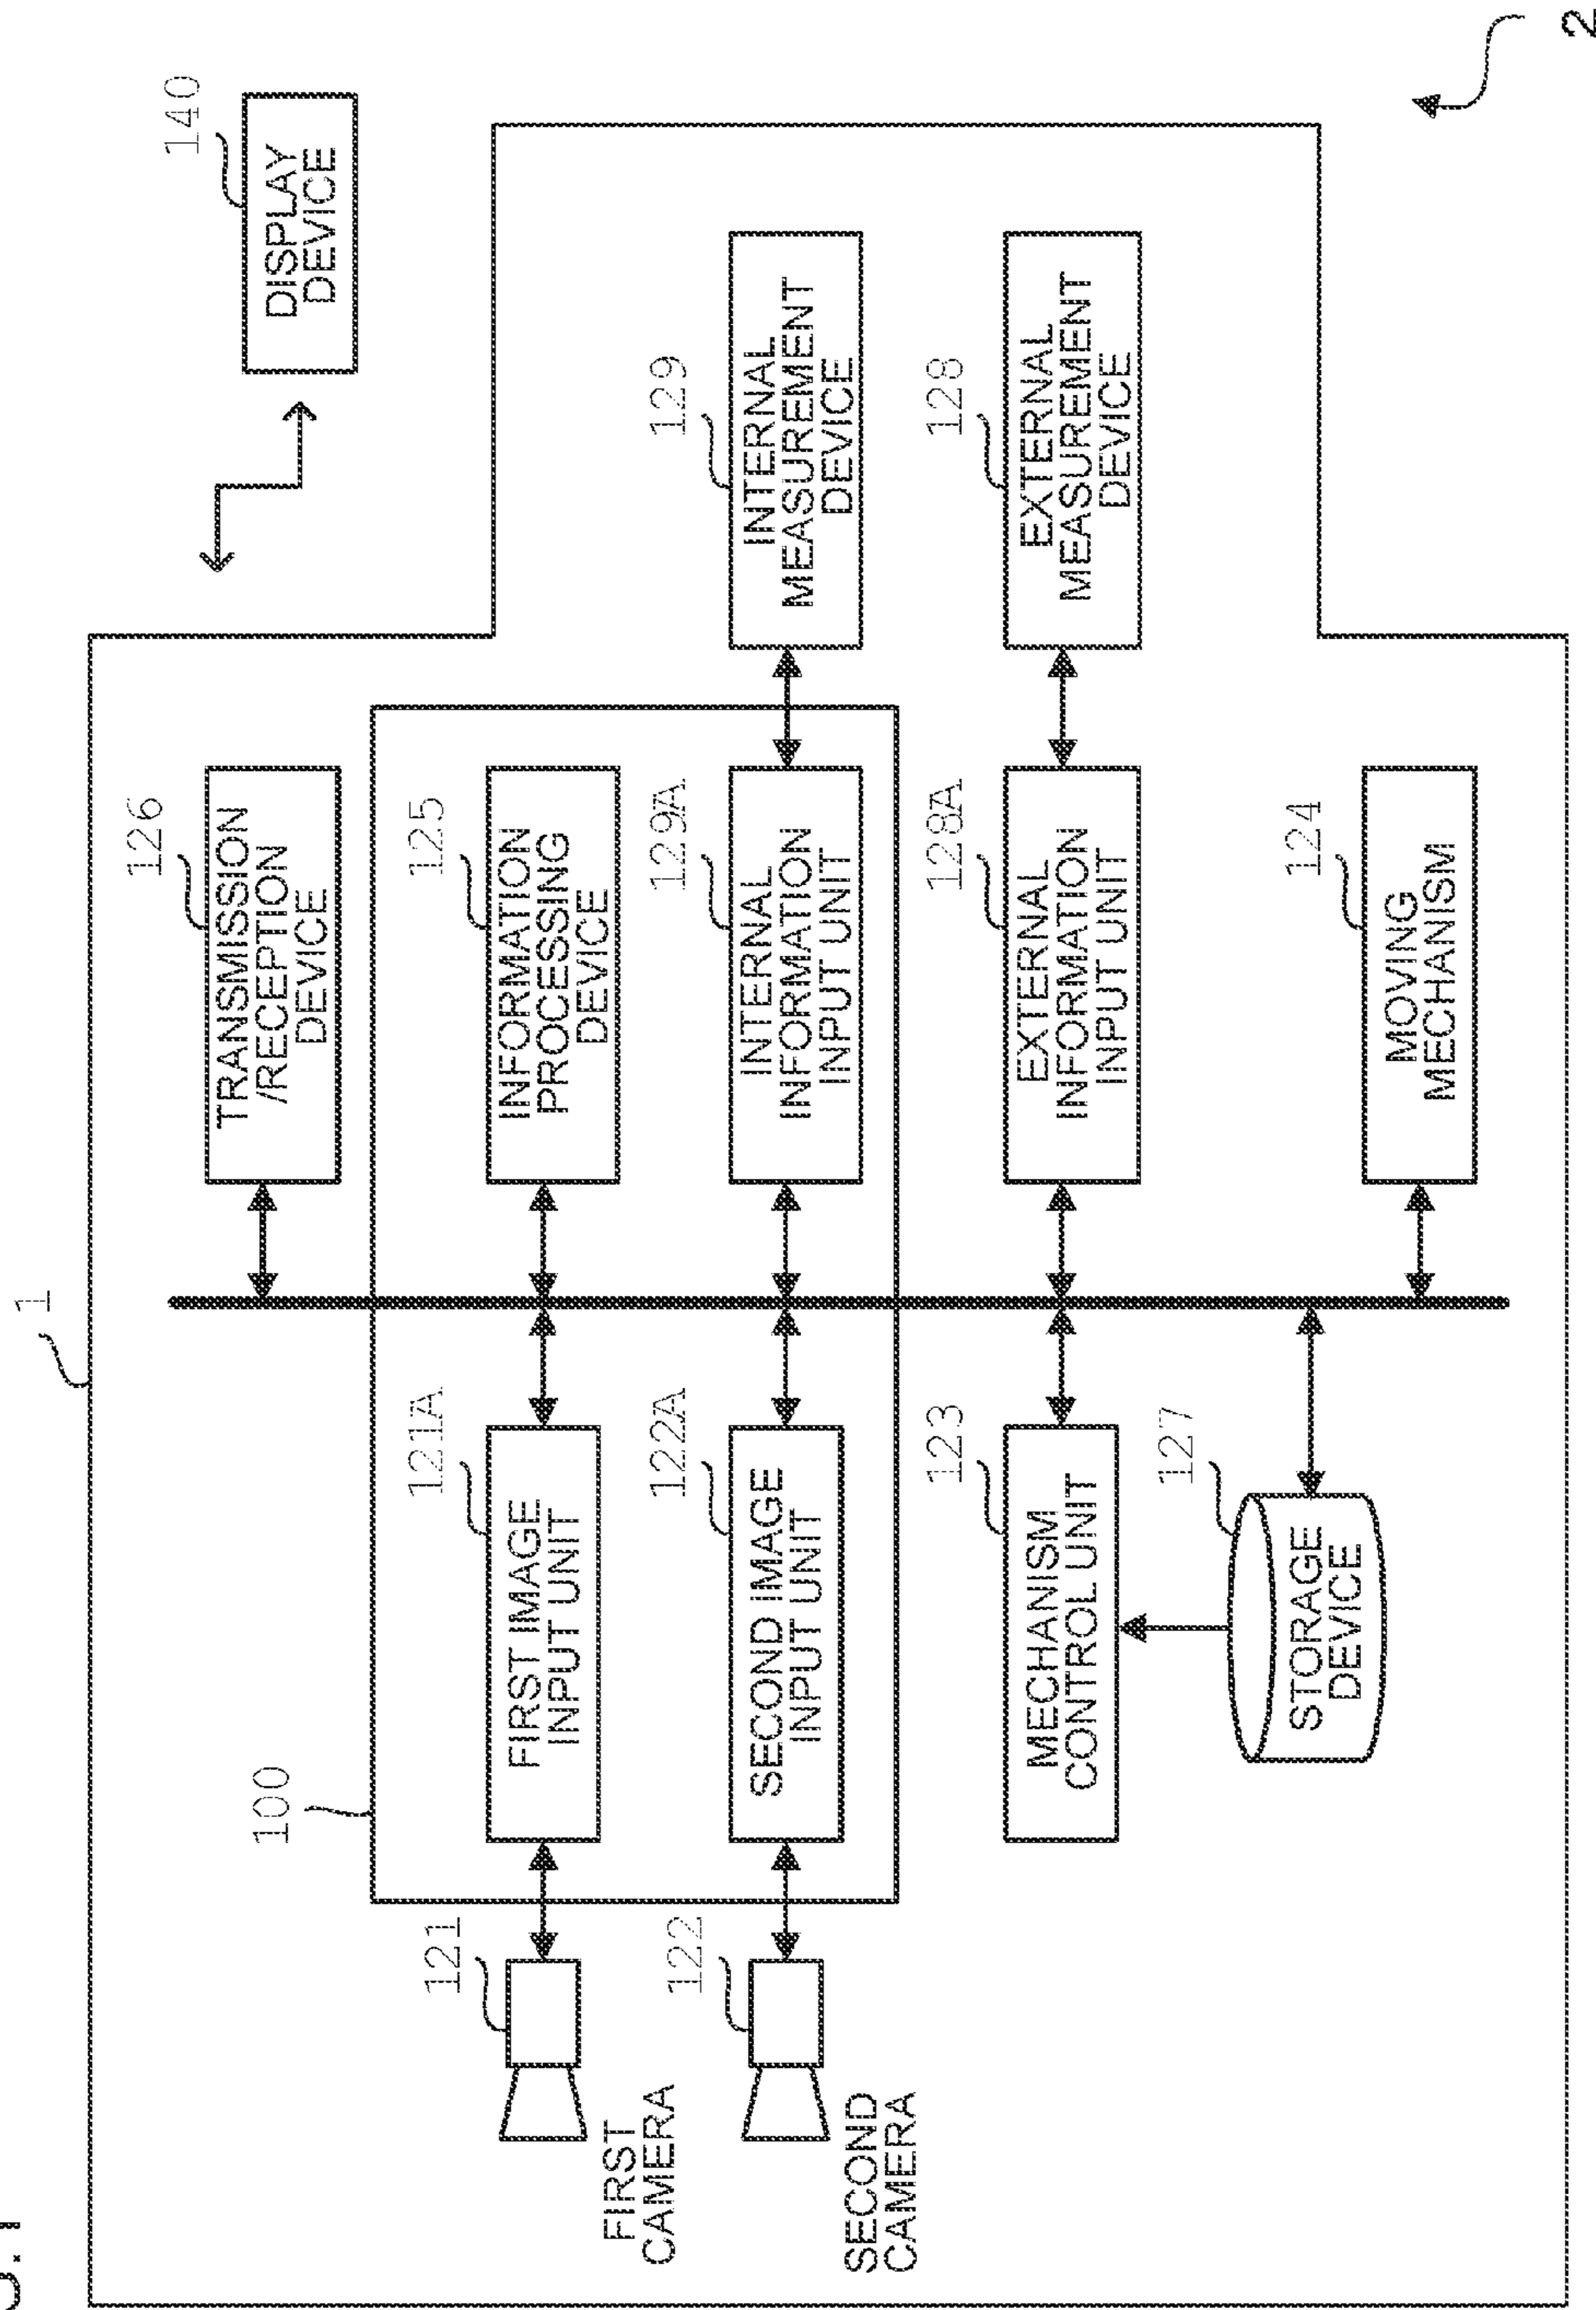 1
2
140
DISPLAY
DEVICE
126
TRANSMISSION
/RECEPTION
DEVICE
100
121
FIRST
CAMERA
121A
FIRST IMAGE
INPUT UNIT
125
INFORMATION
PROCESSING
DEVICE
122
SECOND
CAMERA
122A
SECOND IMAGE
INPUT UNIT
129A
INTERNAL
INFORMATION
INPUT UNIT
129
INTERNAL
MEASUREMENT
DEVICE
123
MECHANISM
CONTROL UNIT
128A
EXTERNAL
INFORMATION
INPUT UNIT
128
EXTERNAL
MEASUREMENT
DEVICE
127
STORAGE
DEVICE
124
MOVING
MECHANISM